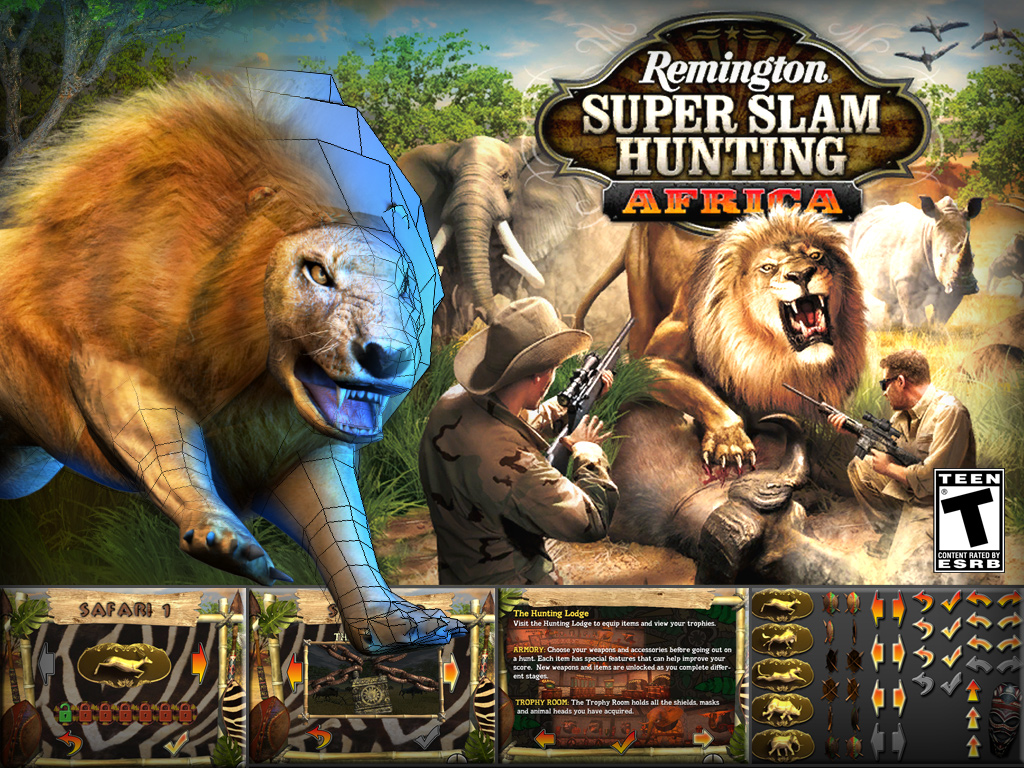 Remington
SUPER SLAM
HUNTING
AFRICA
TEEN
T
®
CONTENT RATED BY
ESRB
SAFARI 1
The Hunting Lodge
Visit the Hunting Lodge to equip items and view your trophies.
ARMORY: Choose your weapons and accessories before going out on
a hunt. Each item has special features that can help improve your
score. New weapons and items are unlocked as you complete differ-
ent stages.
TROPHY ROOM: The Trophy Room holds all the shields, masks
and animal heads you have acquired.